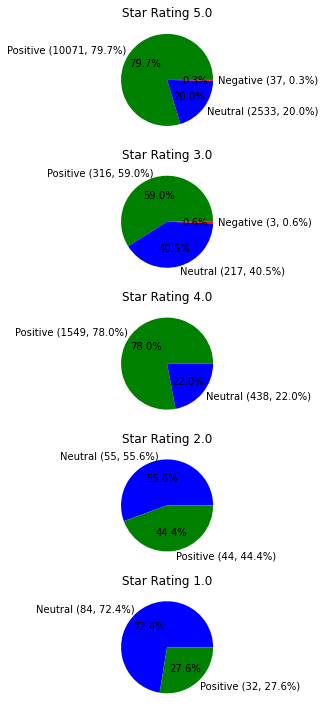 Star Rating 5.0
Positive (10071, 79.7%)
79.7%
0.3%
Negative (37, 0.3%)
20.0%
Neutral (2533, 20.0%)
Star Rating 3.0
Positive (316, 59.0%)
59.0%
0.6%
Negative (3, 0.6%)
40.5%
Neutral (217, 40.5%)
Star Rating 4.0
Positive (1549, 78.0%)
78.0%
22.0%
Neutral (438, 22.0%)
Star Rating 2.0
Neutral (55, 55.6%)
55.6%
44.4%
Positive (44, 44.4%)
Star Rating 1.0
Neutral (84, 72.4%)
72.4%
27.6%
Positive (32, 27.6%)